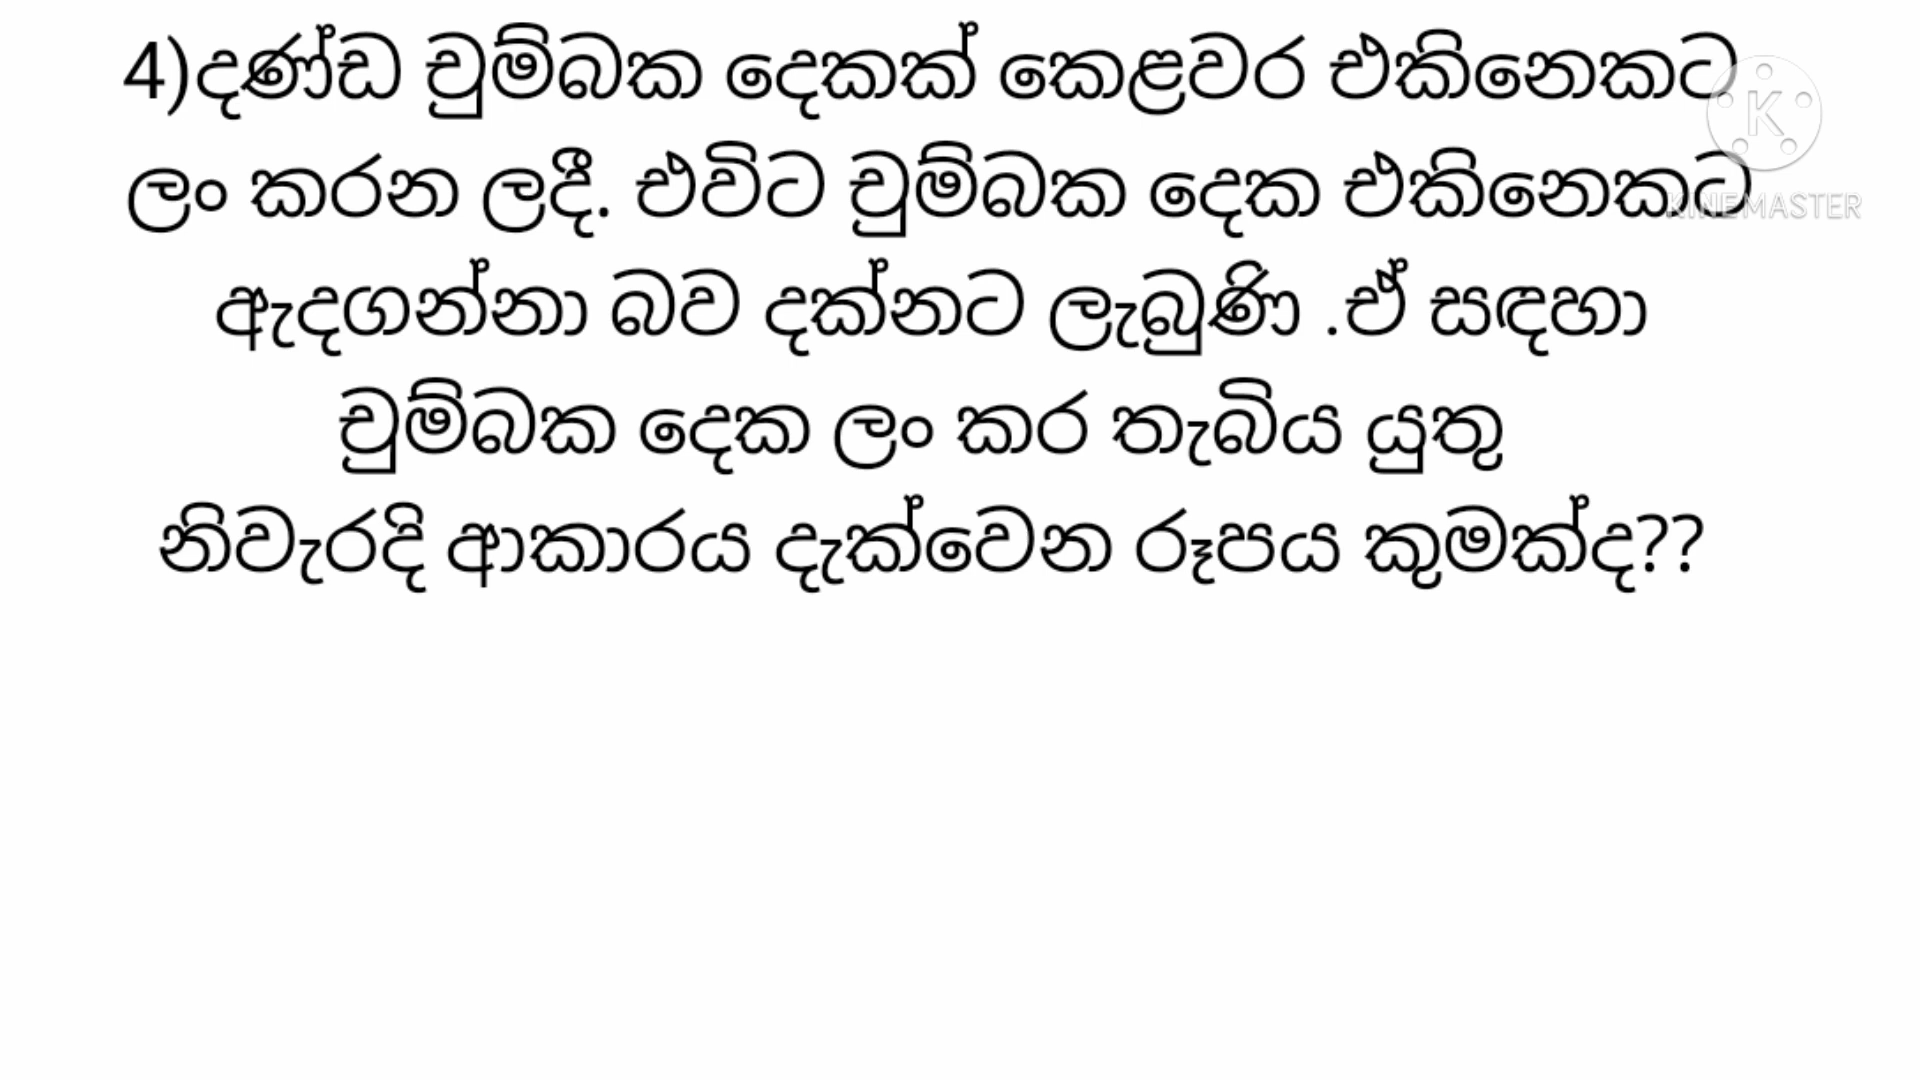 4)දණ්ඩ චුම්බක දෙකක් කෙළවර එකිනෙකට
ලං කරන ලදී. එවිට චුම්බක දෙක එකිනෙකට
ඇදගන්නා බව දක්නට ලැබුණි .ඒ සඳහා
චුම්බක දෙක ලං කර තැබිය යුතු
නිවැරදි ආකාරය දැක්වෙන රූපය කුමක්ද??
K
KINEMASTER